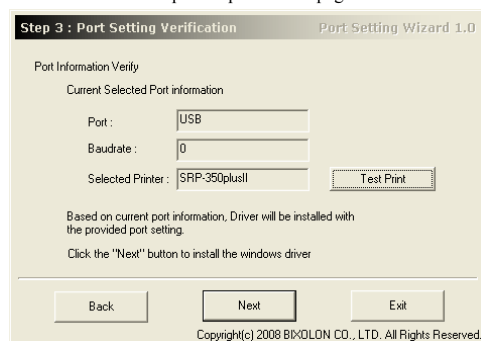 Step 3 : Port Setting Verification
Port Setting Wizard 1.0
Port Information Verify
Current Selected Port information
Port :
USB
Baudrate :
0
Selected Printer :
SRP-350plusII
Test Print
Based on current port information, Driver will be installed with
the provided port setting.
Click the "Next" button to install the windows driver
Back
Next
Exit
Copyright(c) 2008 BIXOLON CO., LTD. All Rights Reserved.